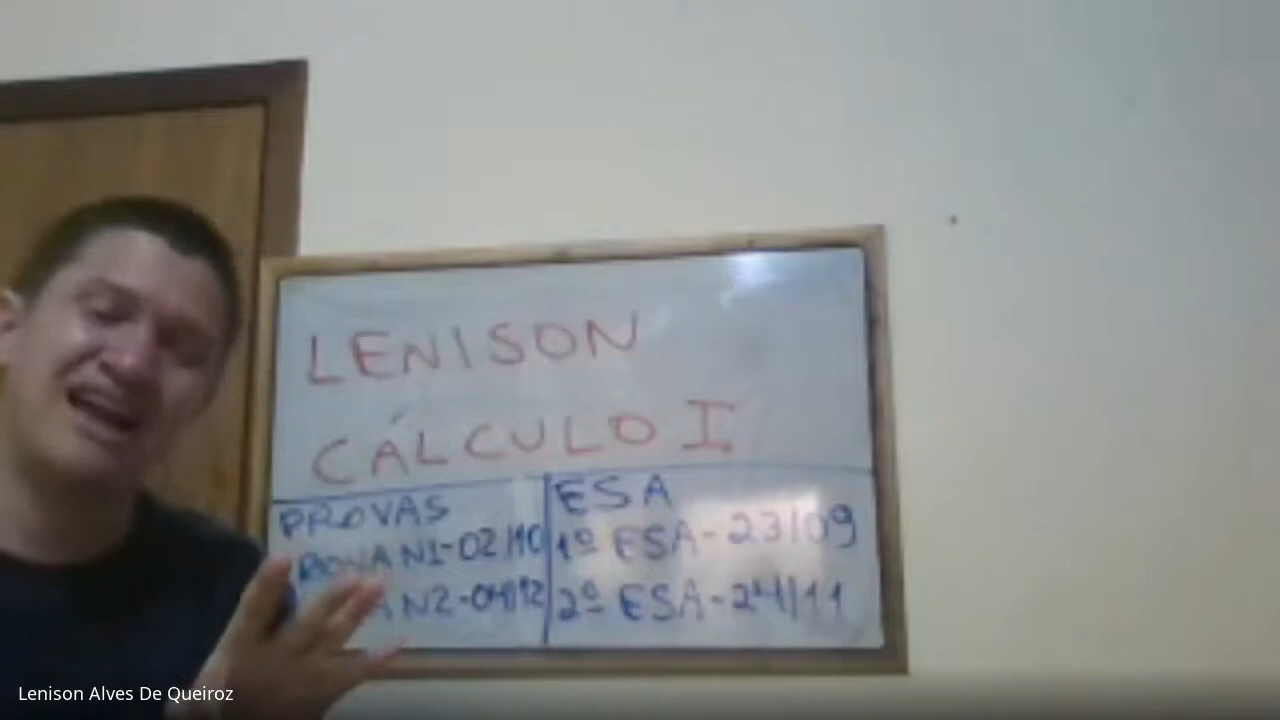 LENISON
CÁLCULO I
PROVAS
ROVA N1-02/10
A N2-04/12
ESA
1º ESA-23/09
2º ESA-24/11
Lenison Alves De Queiroz